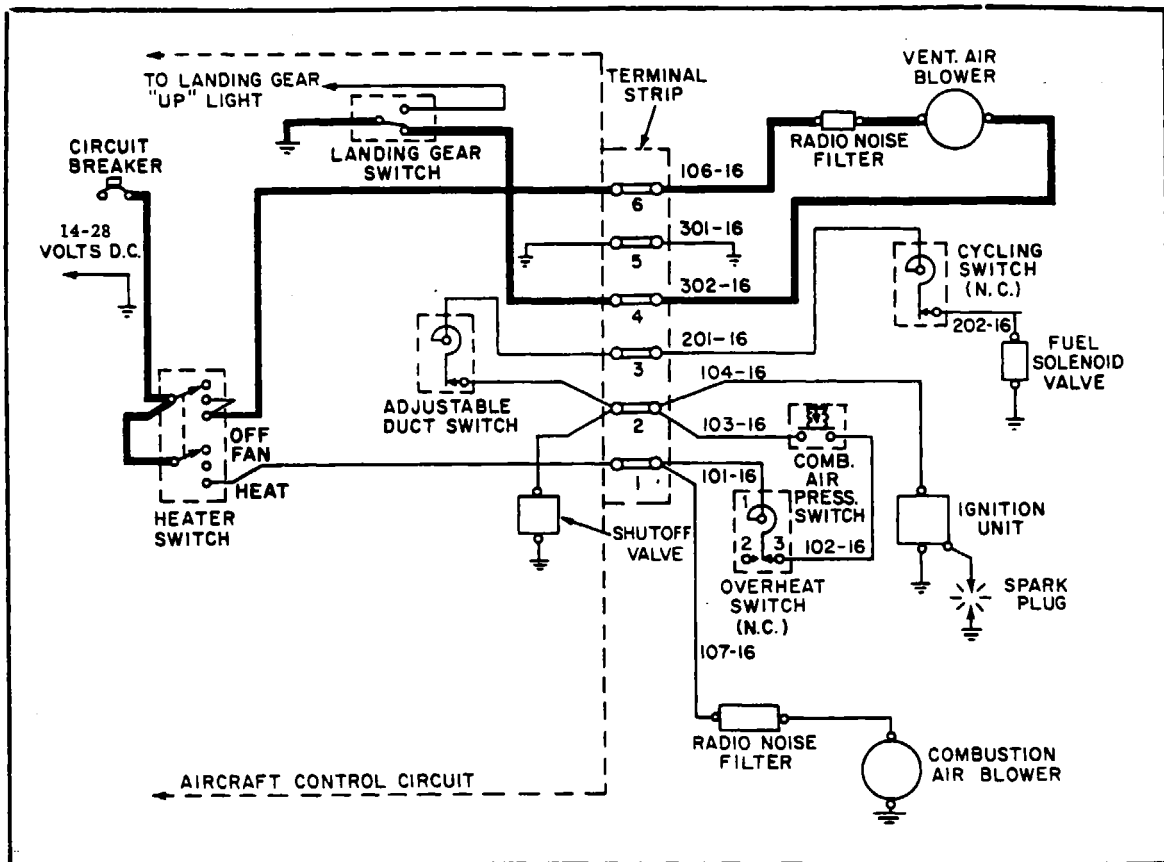 TO LANDING GEAR
"UP" LIGHT
LANDING GEAR
SWITCH
CIRCUIT
BREAKER
14-28
VOLTS D.C.
TERMINAL
STRIP
VENT. AIR
BLOWER
RADIO NOISE
FILTER
106-16
6
301-16
5
302-16
4
201-16
3
104-16
2
103-16
101-16
1
CYCLING
SWITCH
(N.C.)
202-16
FUEL
SOLENOID
VALVE
ADJUSTABLE
DUCT SWITCH
OFF
FAN
HEAT
HEATER
SWITCH
SHUTOFF
VALVE
COMB.
AIR
PRESS.
SWITCH
1
2 3
102-16
OVERHEAT
SWITCH
(N.C.)
IGNITION
UNIT
SPARK
PLUG
107-16
RADIO NOISE
FILTER
COMBUSTION
AIR BLOWER
AIRCRAFT CONTROL CIRCUIT